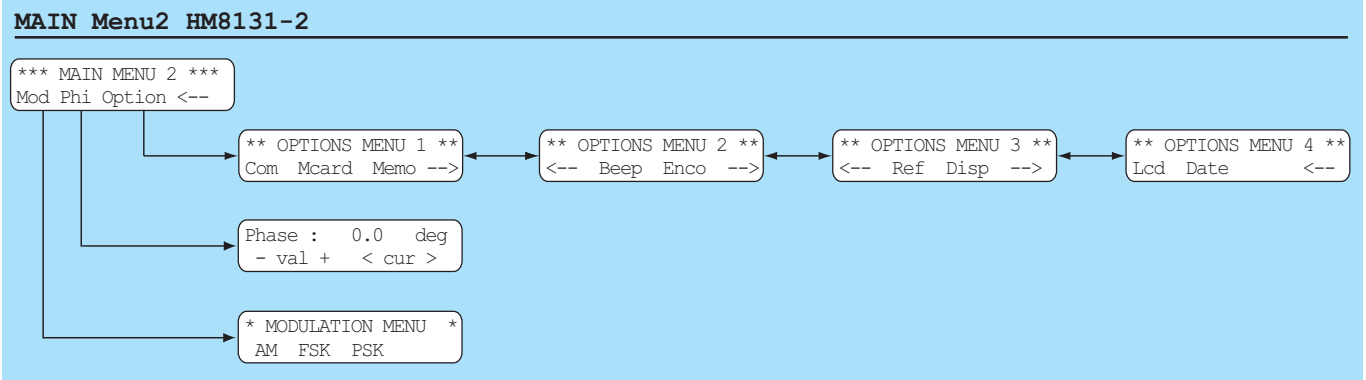 MAIN Menu2 HM8131-2
*** MAIN MENU 2 ***
Mod Phi Option <--
** OPTIONS MENU 1 **
Com Mcard Memo -->
** OPTIONS MENU 2 **
<-- Beep Enco -->
** OPTIONS MENU 3 **
<-- Ref Disp -->
** OPTIONS MENU 4 **
Lcd Date <--
Phase : 0.0 deg
- val + < cur >
* MODULATION MENU *
AM FSK PSK